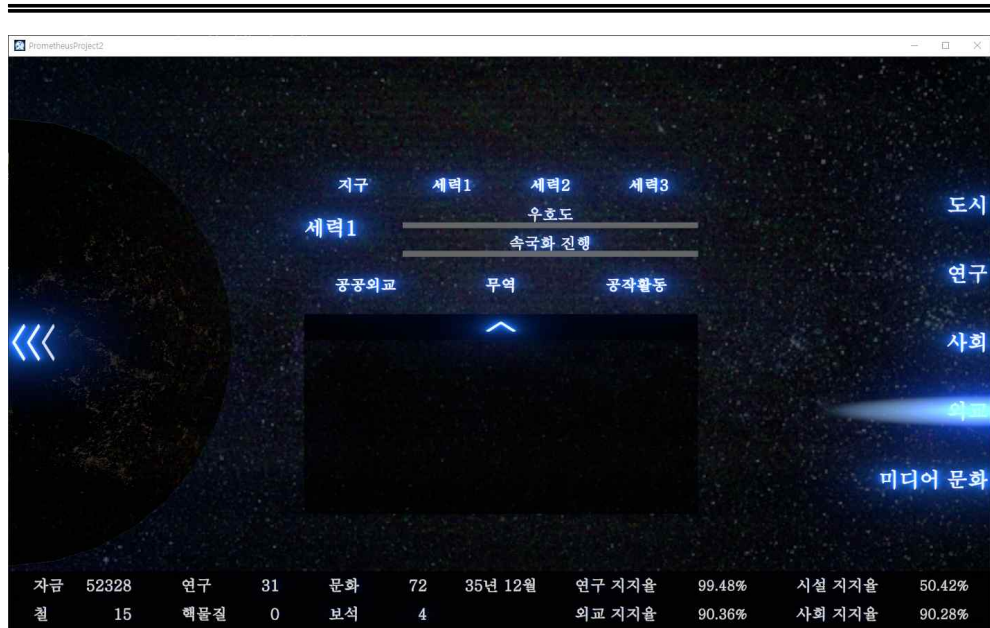 PrometheusProject2
지구 세력1 세력2 세력3
도시
우호도
세력1
속국화 진행
연구
공공외교 무역 공작활동
사회
외교
미디어 문화
자금 52328 연구 31 문화 72 35년 12월 연구 지지율 99.48% 시설 지지율 50.42%
철 15 핵물질 0 보석 4 외교 지지율 90.36% 사회 지지율 90.28%